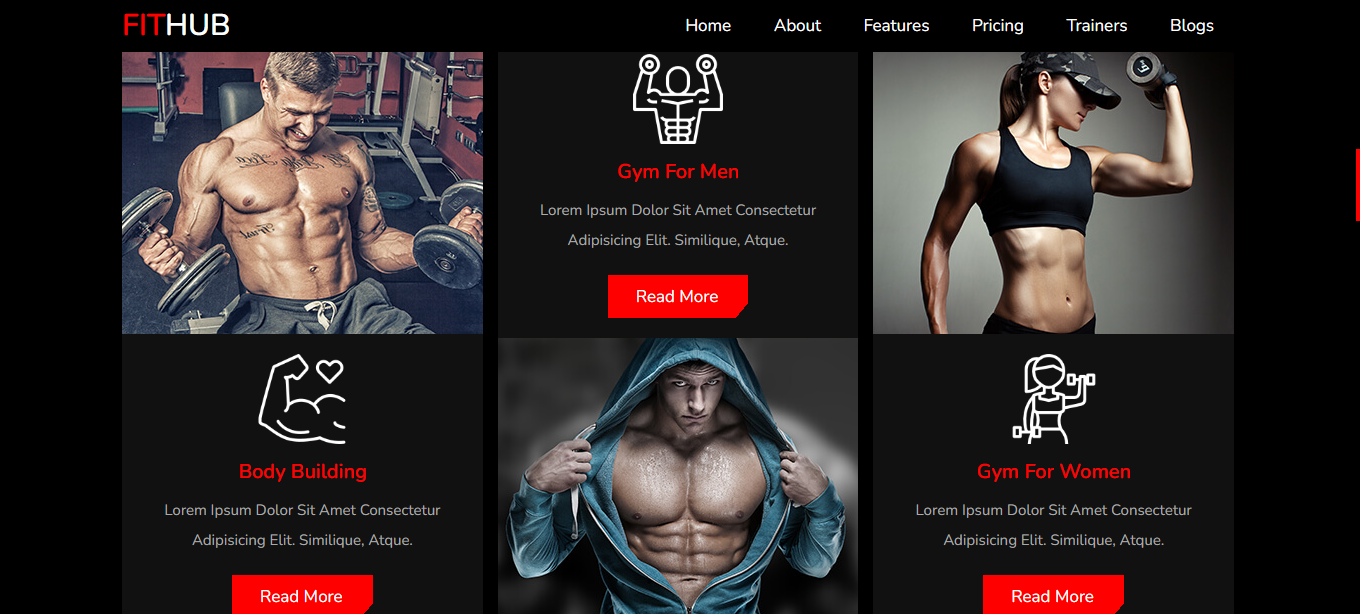 FITHUB
Home About Features Pricing Trainers Blogs
Gym For Men
Lorem Ipsum Dolor Sit Amet Consectetur
Adipisicing Elit. Similique, Atque.
Read More
Body Building
Lorem Ipsum Dolor Sit Amet Consectetur
Adipisicing Elit. Similique, Atque.
Read More
Gym For Women
Lorem Ipsum Dolor Sit Amet Consectetur
Adipisicing Elit. Similique, Atque.
Read More